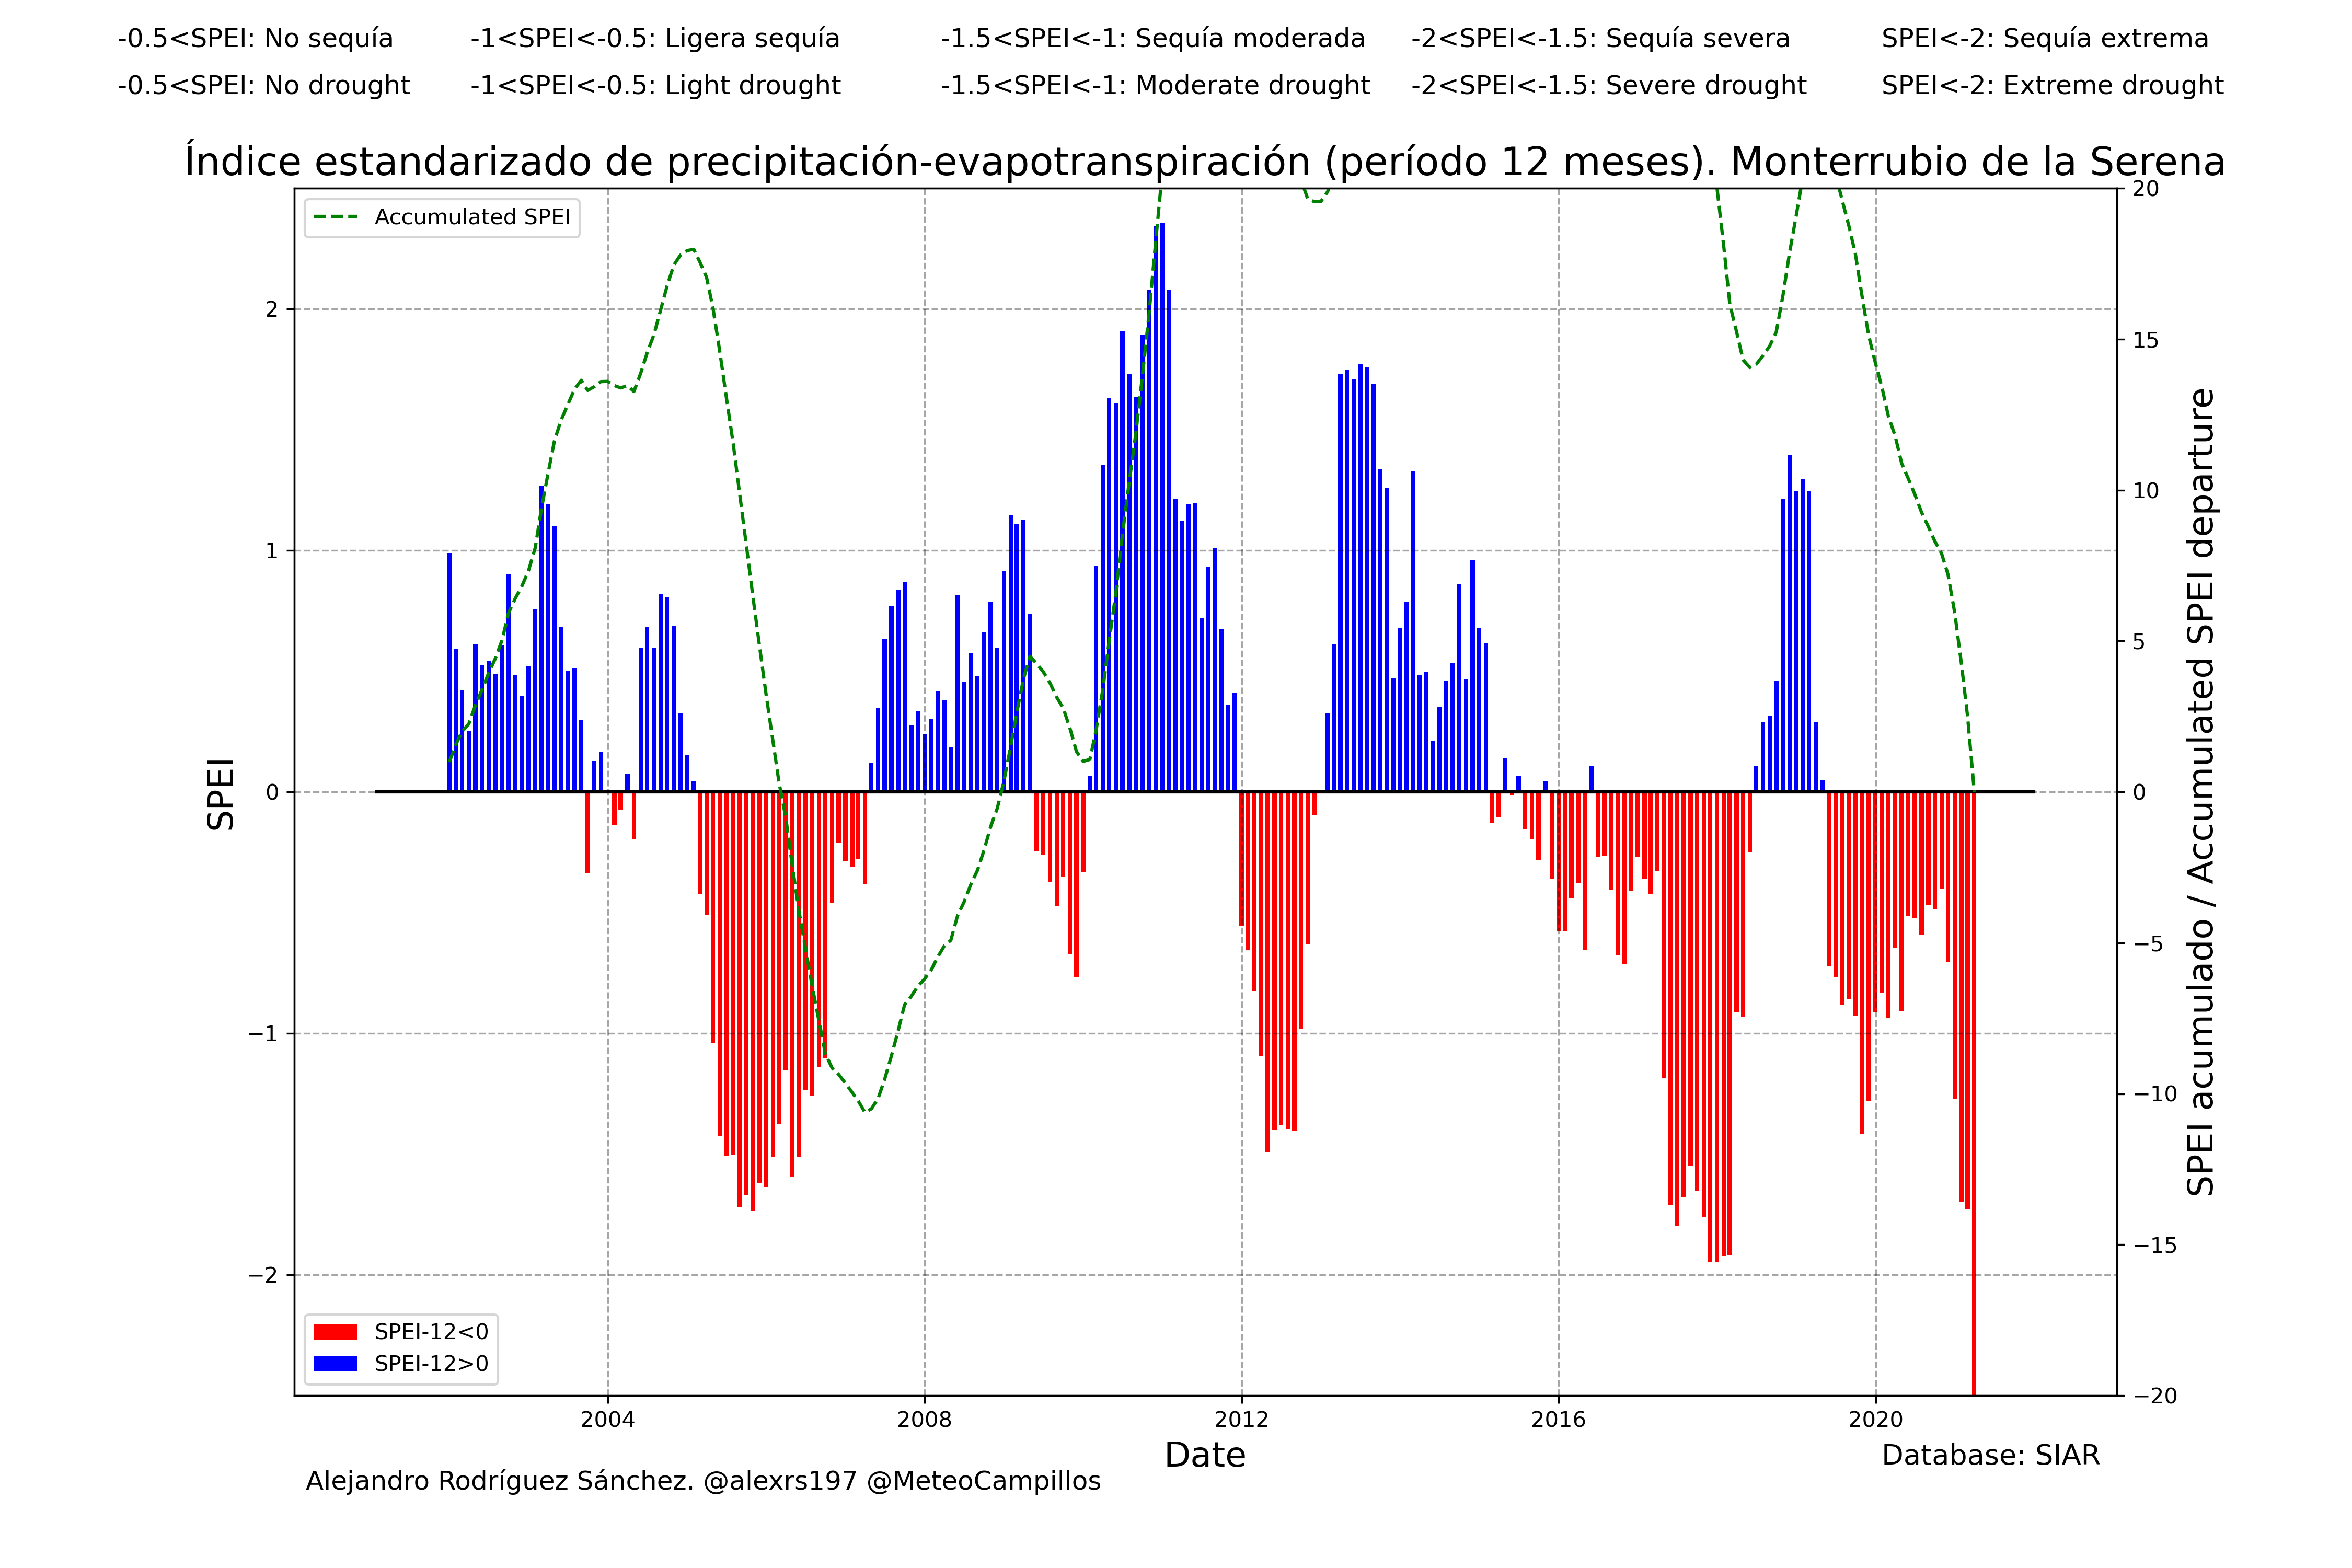 -0.5<SPEI: No sequía -1<SPEI<-0.5: Ligera sequía -1.5<SPEI<-1: Sequía moderada -2<SPEI<-1.5: Sequía severa SPEI<-2: Sequía extrema
-0.5<SPEI: No drought -1<SPEI<-0.5: Light drought -1.5<SPEI<-1: Moderate drought -2<SPEI<-1.5: Severe drought SPEI<-2: Extreme drought
Índice estandarizado de precipitación-evapotranspiración (período 12 meses). Monterrubio de la Serena
Accumulated SPEI
SPEI
2
1
0
−1
−2
20
15
10
5
0
−5
−10
−15
−20
SPEI acumulado / Accumulated SPEI departure
SPEI-12<0
SPEI-12>0
2004 2008 2012 2016 2020
Date
Database: SIAR
Alejandro Rodríguez Sánchez. @alexrs197 @MeteoCampillos